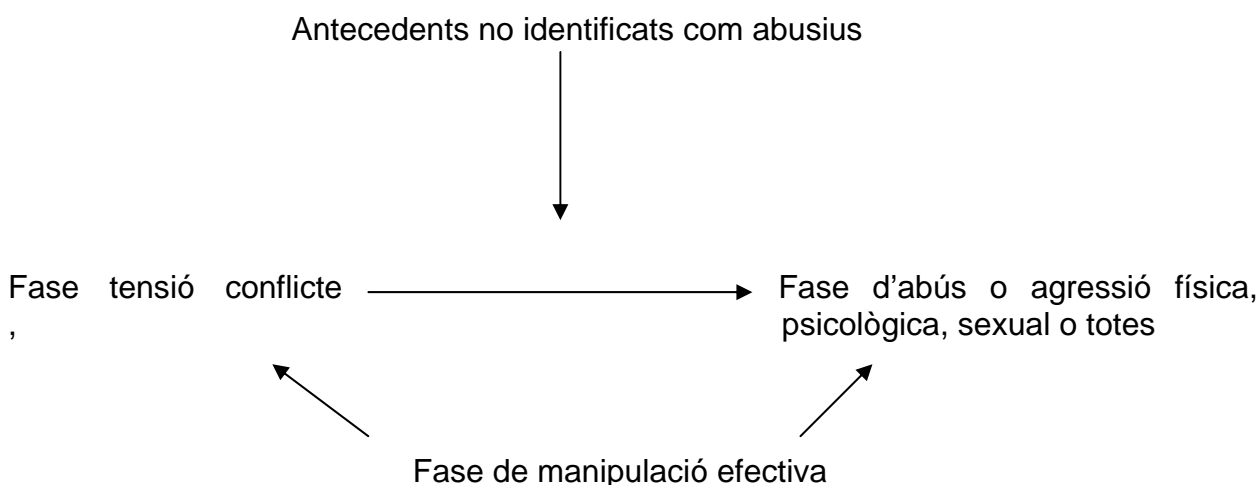 Antecedents no identificats com abusius
Fase tensió conflicte
,
Fase d'abús o agressió física,
psicològica, sexual o totes
Fase de manipulació efectiva